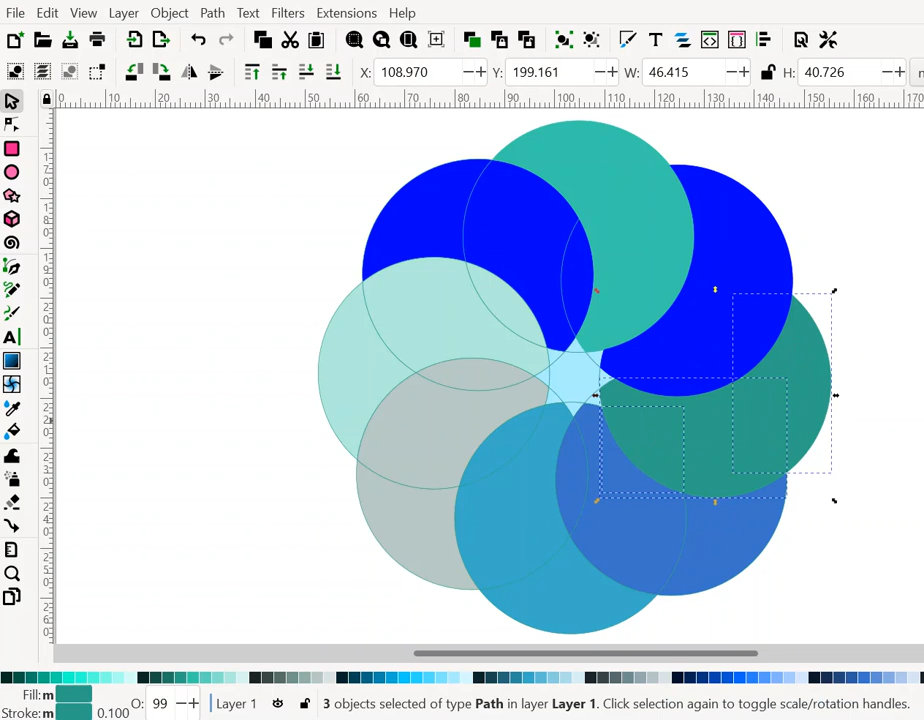 File Edit View Layer Object Path Text Filters Extensions Help
X: 108.970 Y: 199.161 W: 46.415 H: 40.726
0 10 20 30 40 50 60 70 80 90 100 110 120 130 140 150 160 170
Fill: m O: 99 Layer 1 3 objects selected of type Path in layer Layer 1. Click selection again to toggle scale/rotation handles.
Stroke: m 0.100